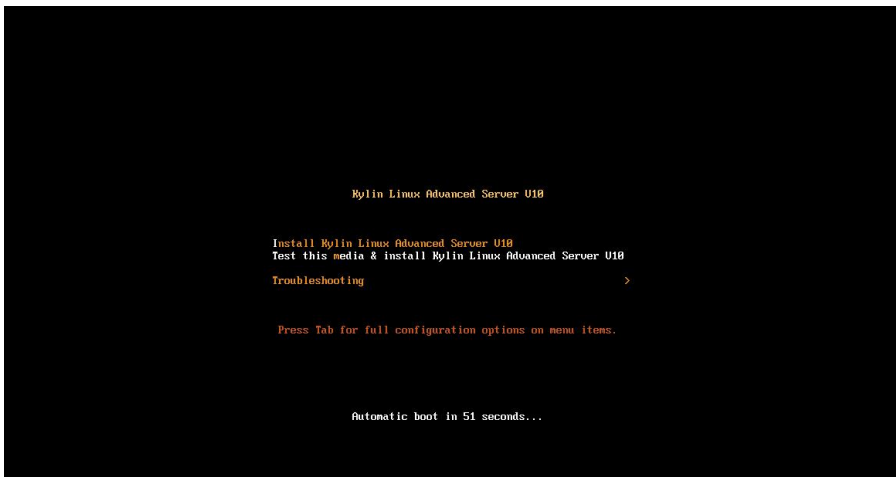 Kylin Linux Advanced Server V10
Install Kylin Linux Advanced Server V10
Test this media & install Kylin Linux Advanced Server V10
Troubleshooting >
Press Tab for full configuration options on menu items.
Automatic boot in 51 seconds...